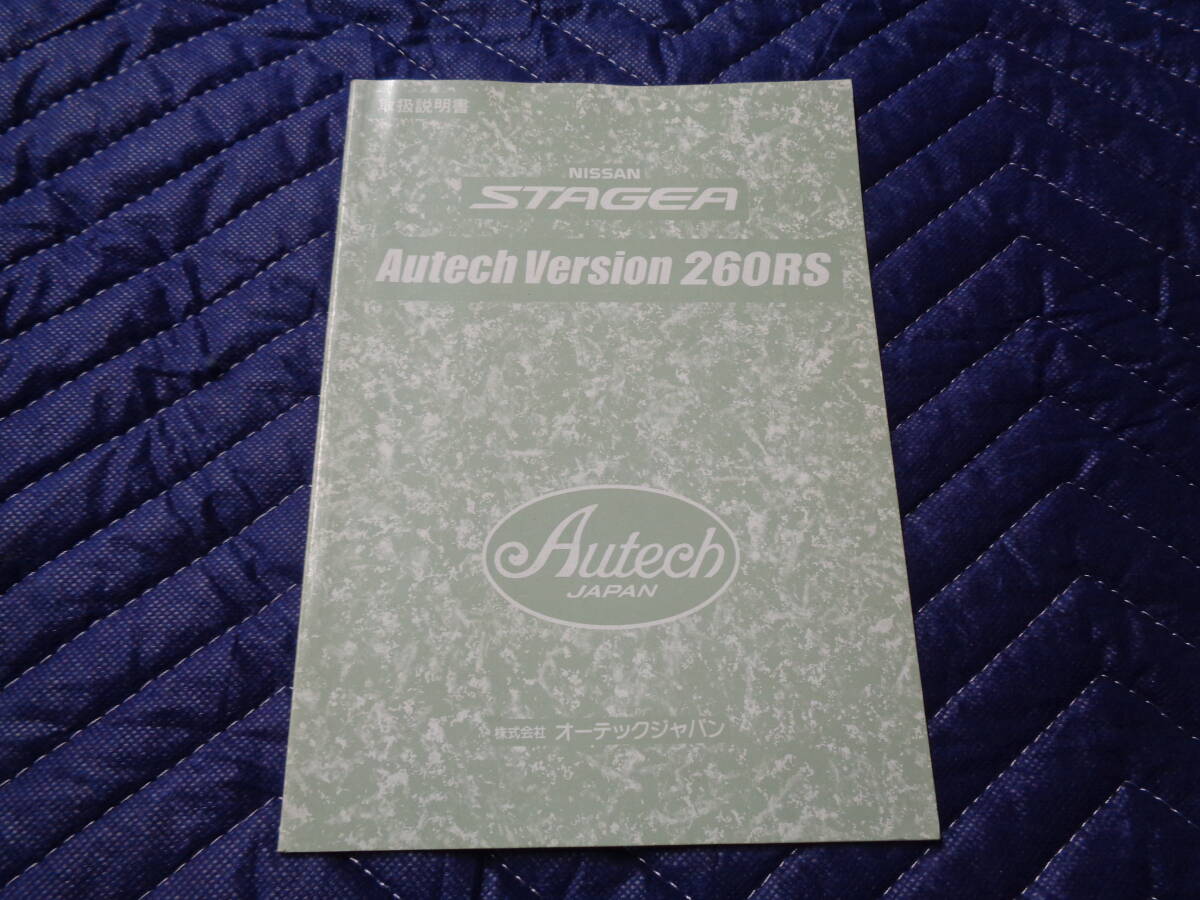 取扱説明書
NISSAN
STAGEA
Autech Version 260RS
Autech
JAPAN
株式会社 オーテックジャパン